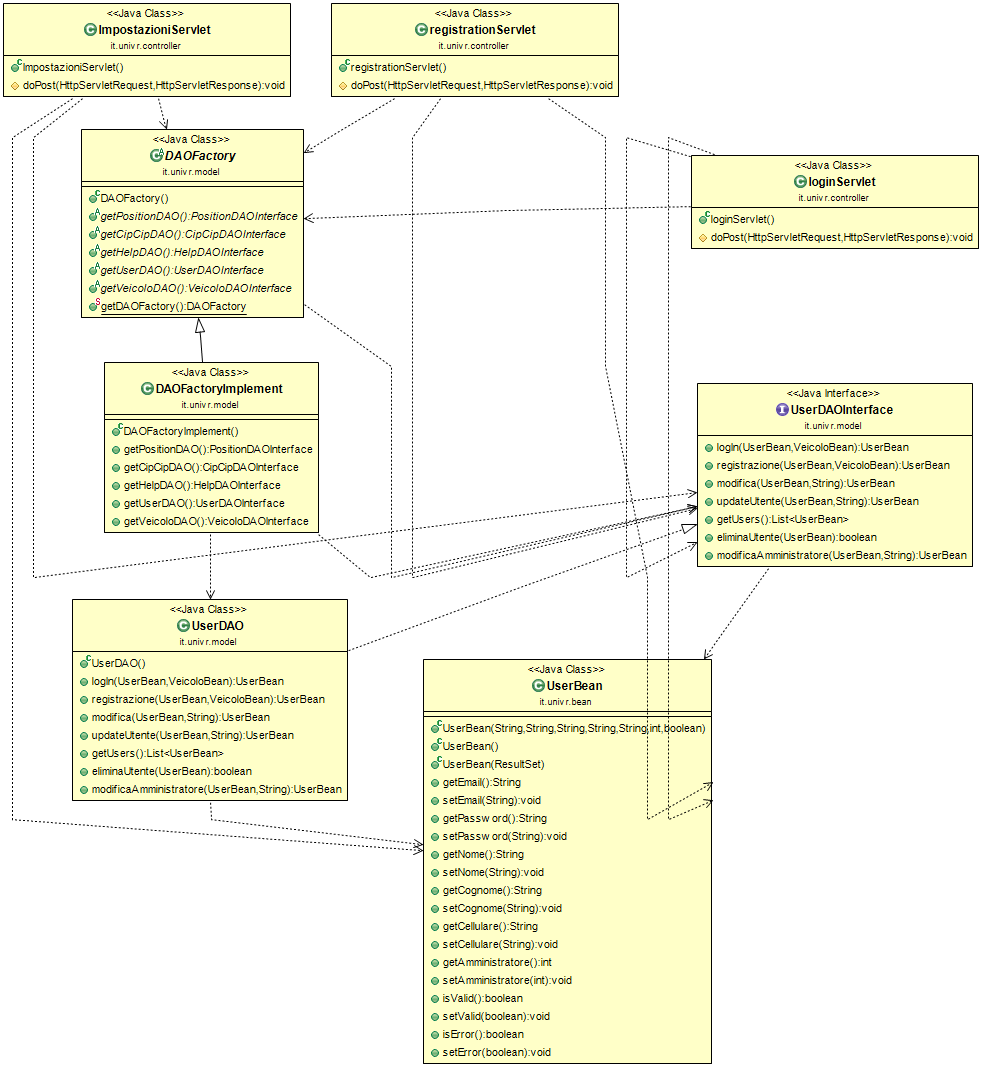 <<Java Class>>
ImpostazioniServlet
it.univr.controller
ImpostazioniServlet()
doPost(HttpServletRequest,HttpServletResponse):void
<<Java Class>>
registrationServlet
it.univr.controller
registrationServlet()
doPost(HttpServletRequest,HttpServletResponse):void
<<Java Class>>
DAOFactory
it.univr.model
DAOFactory()
getPositionDAO():PositionDAOInterface
getCipCipDAO():CipCipDAOInterface
getHelpDAO():HelpDAOInterface
getUserDAO():UserDAOInterface
getVeicoloDAO():VeicoloDAOInterface
getDAOFactory():DAOFactory
<<Java Class>>
loginServlet
it.univr.controller
loginServlet()
doPost(HttpServletRequest,HttpServletResponse):void
<<Java Class>>
DAOFactoryImplement
it.univr.model
DAOFactoryImplement()
getPositionDAO():PositionDAOInterface
getCipCipDAO():CipCipDAOInterface
getHelpDAO():HelpDAOInterface
getUserDAO():UserDAOInterface
getVeicoloDAO():VeicoloDAOInterface
<<Java Interface>>
UserDAOInterface
it.univr.model
logIn(UserBean,VeicoloBean):UserBean
registrazione(UserBean,VeicoloBean):UserBean
modifica(UserBean,String):UserBean
updateUtente(UserBean,String):UserBean
getUsers():List<UserBean>
eliminaUtente(UserBean):boolean
modificaAmministratore(UserBean,String):UserBean
<<Java Class>>
UserDAO
it.univr.model
UserDAO()
logIn(UserBean,VeicoloBean):UserBean
registrazione(UserBean,VeicoloBean):UserBean
modifica(UserBean,String):UserBean
updateUtente(UserBean,String):UserBean
getUsers():List<UserBean>
eliminaUtente(UserBean):boolean
modificaAmministratore(UserBean,String):UserBean
<<Java Class>>
UserBean
it.univr.bean
UserBean(String,String,String,String,String,int,boolean)
UserBean()
UserBean(ResultSet)
getEmail():String
setEmail(String):void
getPassword():String
setPassword(String):void
getNome():String
setNome(String):void
getCognome():String
setCognome(String):void
getCellulare():String
setCellulare(String):void
getAmministratore():int
setAmministratore(int):void
isValid():boolean
setValid(boolean):void
isError():boolean
setError(boolean):void